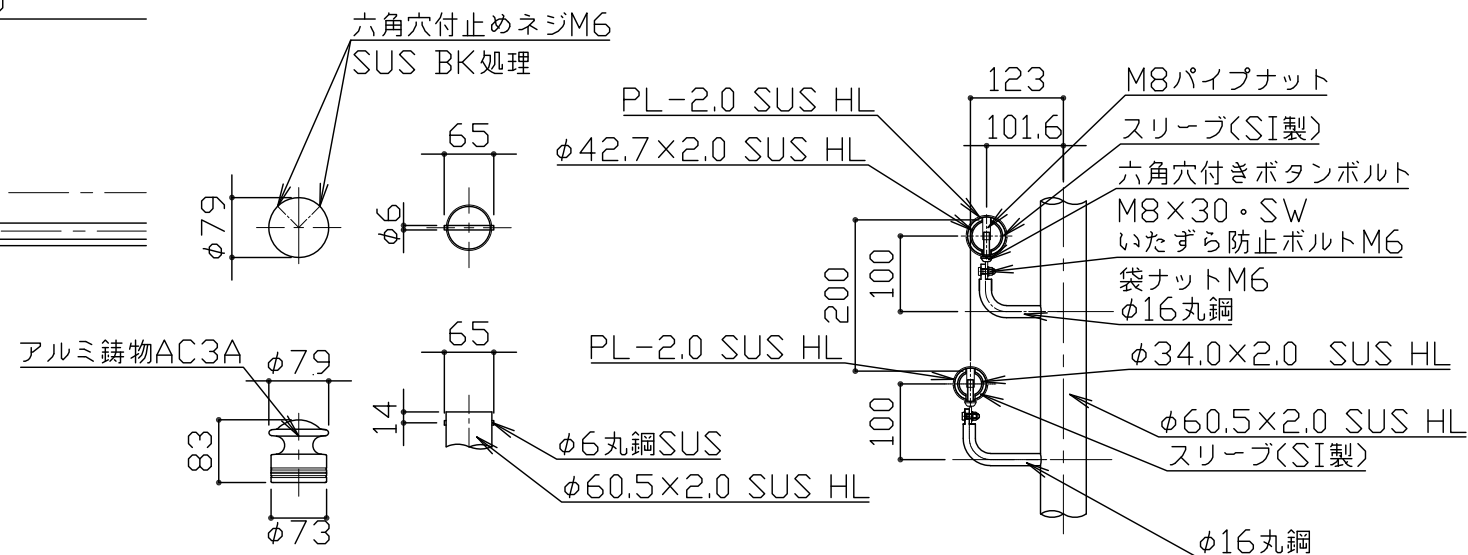 六角穴付止めネジM6
SUS BK処理
φ79
65
φ6
アルミ鋳物AC3A
φ79
83
φ73
65
14
φ6丸鋼SUS
φ60.5×2.0 SUS HL
123
101.6
PL-2.0 SUS HL
φ42.7×2.0 SUS HL
M8パイプナット
スリーブ(SI製)
六角穴付きボタンボルト
M8×30・SW
いたずら防止ボルトM6
袋ナットM6
φ16丸鋼
200
100
PL-2.0 SUS HL
φ34.0×2.0 SUS HL
100
φ60.5×2.0 SUS HL
スリーブ(SI製)
φ16丸鋼